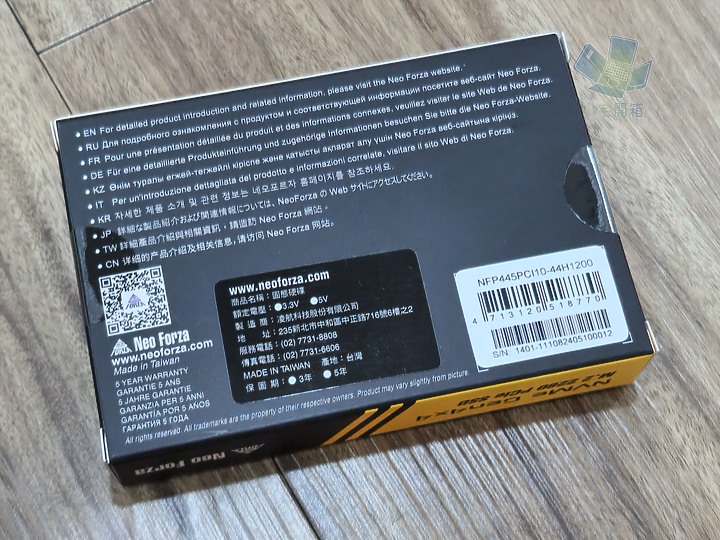 ● EN For detailed product introduction and related information, please visit the Neo Forza website.
● RU Для подробного ознакомления с продуктом и соответствующей информации посетите веб-сайт Neo Forza.
● FR Pour une présentation détaillée du produit et des informations connexes, veuillez visiter le site Web de Neo Forza.
● DE Für eine detaillierte Produkteinführung und zugehörige Informationen besuchen Sie bitte die Neo Forza-Website.
● KZ Өнім туралы егжей-тегжейлі кіріспе және қатысты ақпарат алу үшін Neo Forza веб-сайтына кіріңіз.
● IT Per un'introduzione dettagliata del prodotto e informazioni correlate, visitare il sito Web di Neo Forza.
● KR 자세한 제품 소개 및 관련 정보는 네오포르자 홈페이지를 참조하세요.
● JP 詳細な製品紹介および関連情報については、NeoForza の Web サイトにアクセスしてください。
● TW 詳細產品介紹與相關資訊，請造訪 Neo Forza 網站。
● CN 详细的产品介绍及相关信息，请访问 Neo Forza 网站。
Neo Forza
www.neoforza.com
Made in Taiwan
5 YEAR WARRANTY
GARANTIE 5 ANS
5 JAHRE GARANTIE
GARANZIA PER 5 ANNI
GARANTÍA POR 5 AÑOS
ГАРАНТИЯ 5 ГОДА
All rights reserved. All trademarks are the property of their respective owners. Product may vary slightly from picture.
www.neoforza.com
商品名稱：固態硬碟
額定電壓：●3.3V ●5V
製造商：凌航科技股份有限公司
地址：235新北市中和區中正路716號6樓之2
服務電話：(02) 7731-8808
傳真電話：(02) 7731-6606
MADE IN TAIWAN 產地：台灣
保固期：●3年 ●5年
NFP445PCI10-44H1200
4 713120 518770
S/N: 1401-111082405100012
NVMe Gen4x4
M.2 2280 PCIe SSD
Neo Forza
開箱